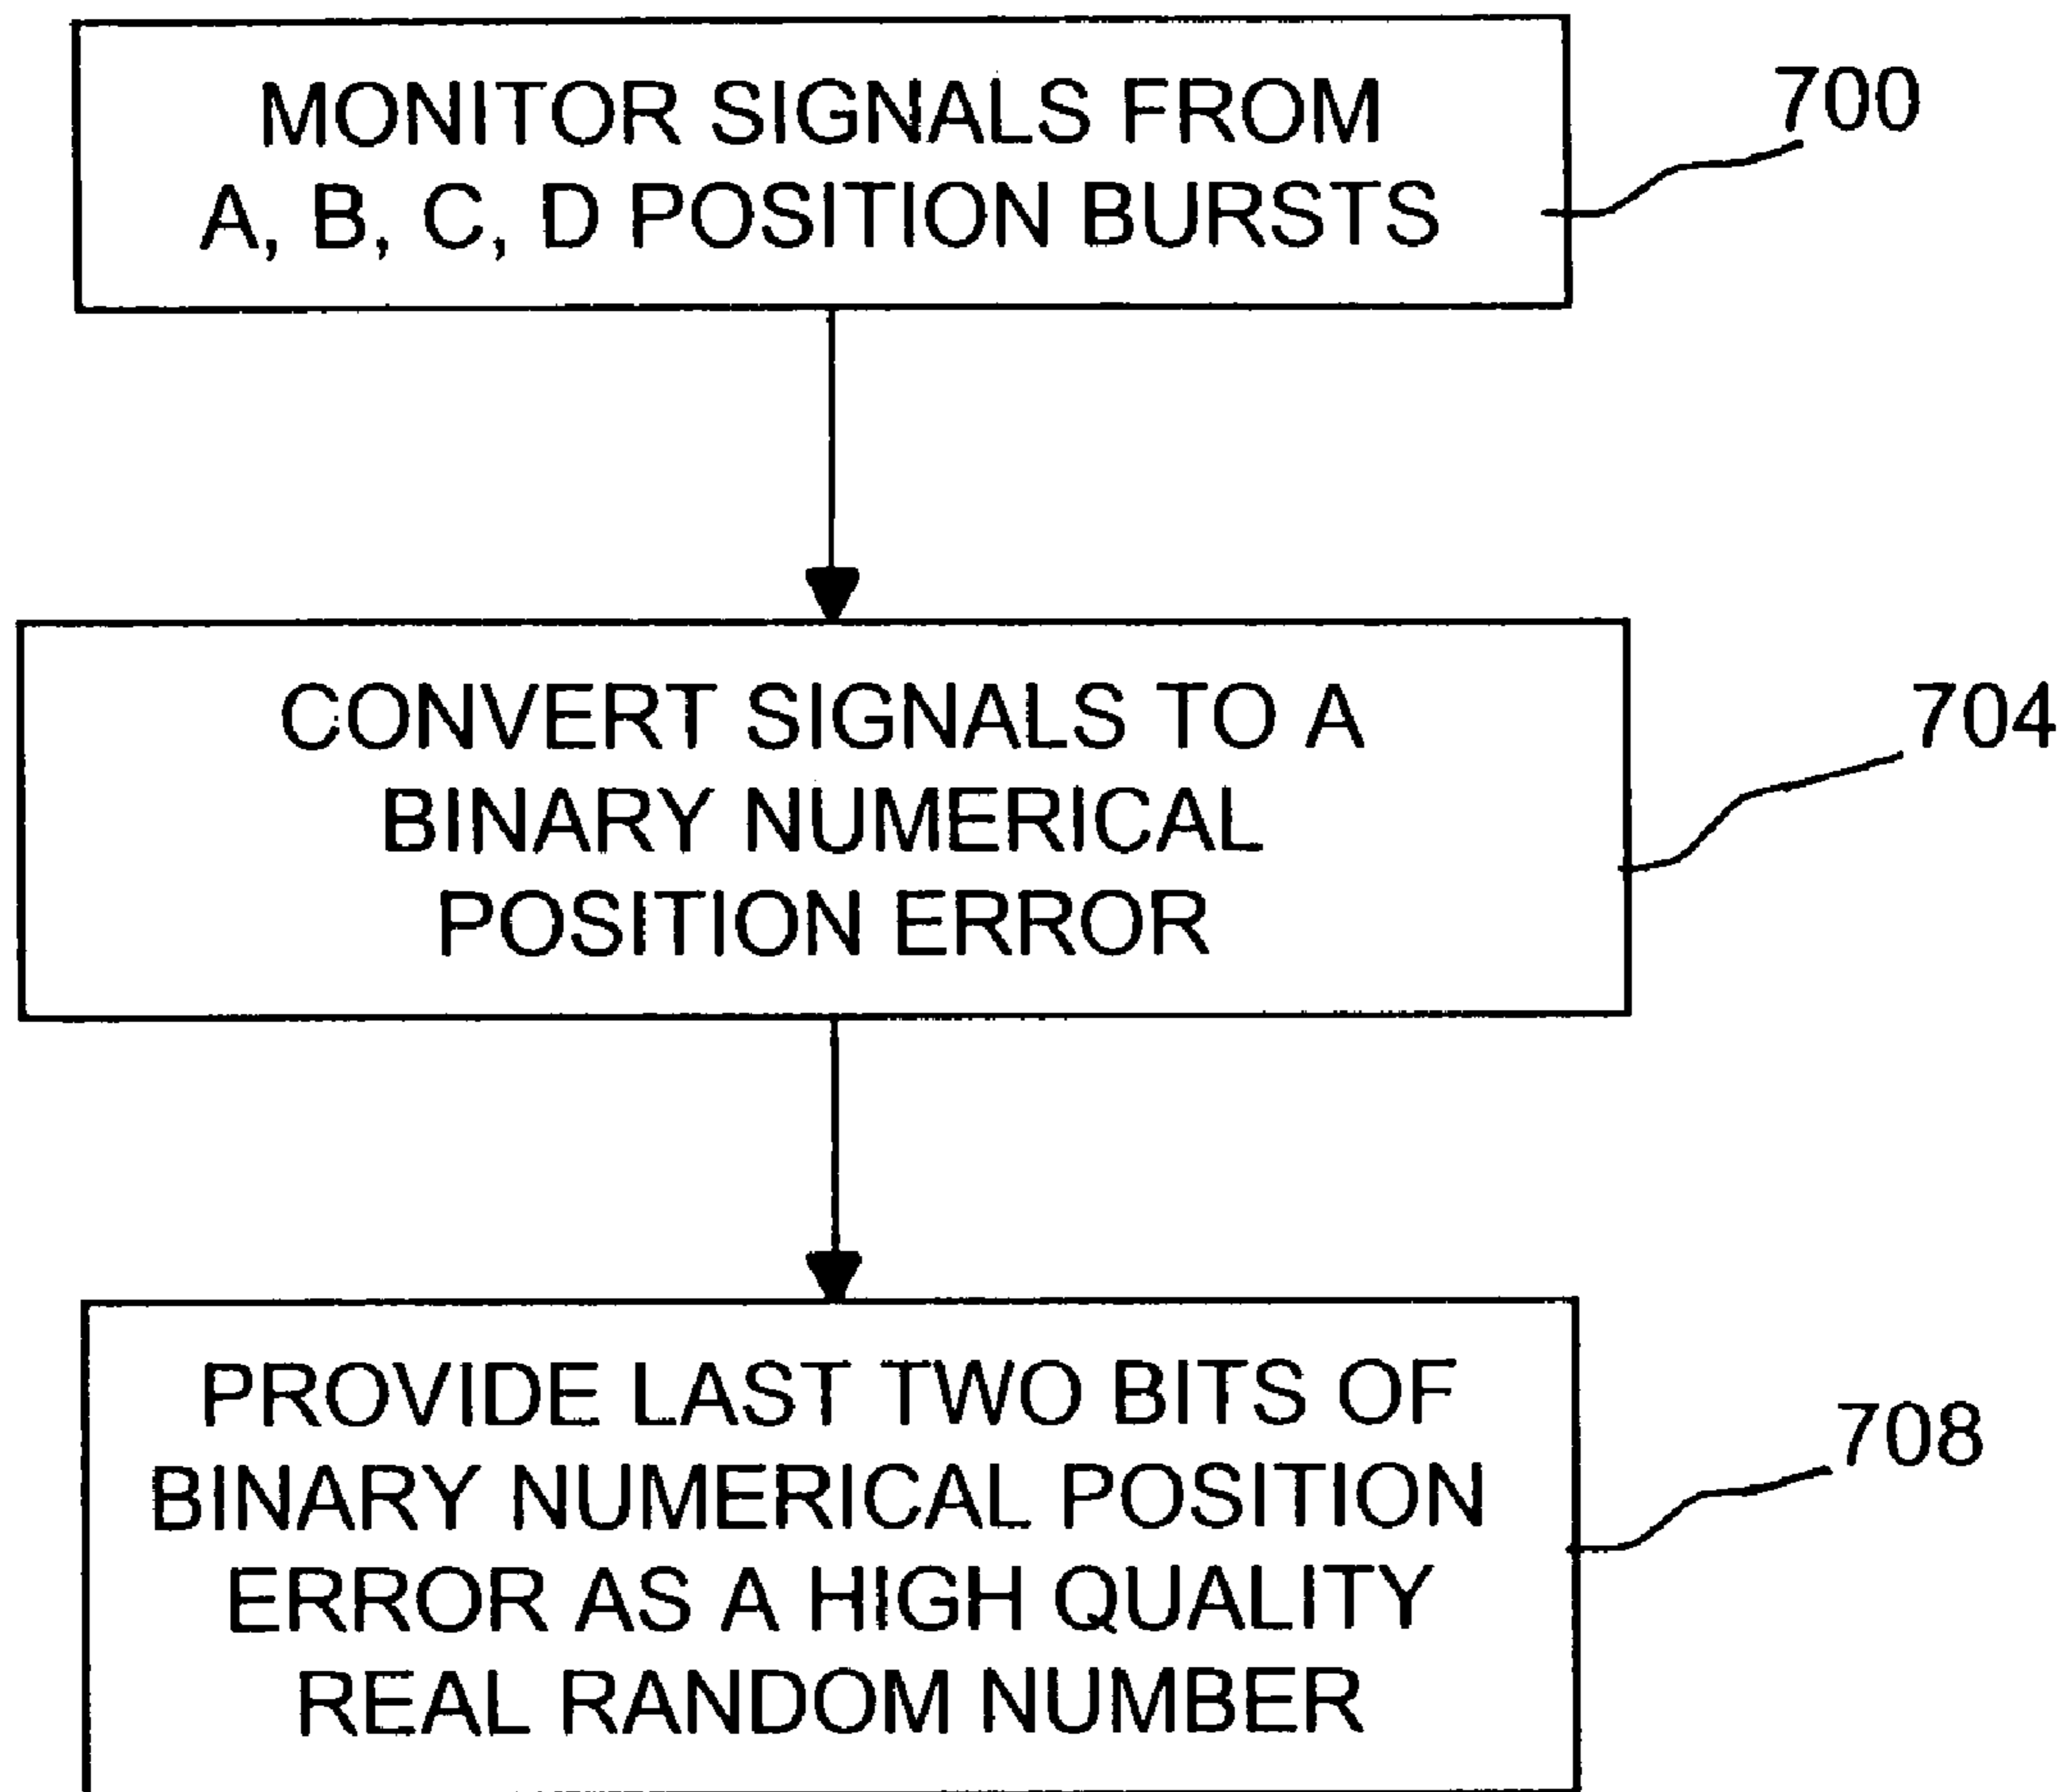 MONITOR SIGNALS FROM
A, B, C, D POSITION BURSTS
700
CONVERT SIGNALS TO A
BINARY NUMERICAL
POSITION ERROR
704
PROVIDE LAST TWO BITS OF
BINARY NUMERICAL POSITION
ERROR AS A HIGH QUALITY
REAL RANDOM NUMBER
708